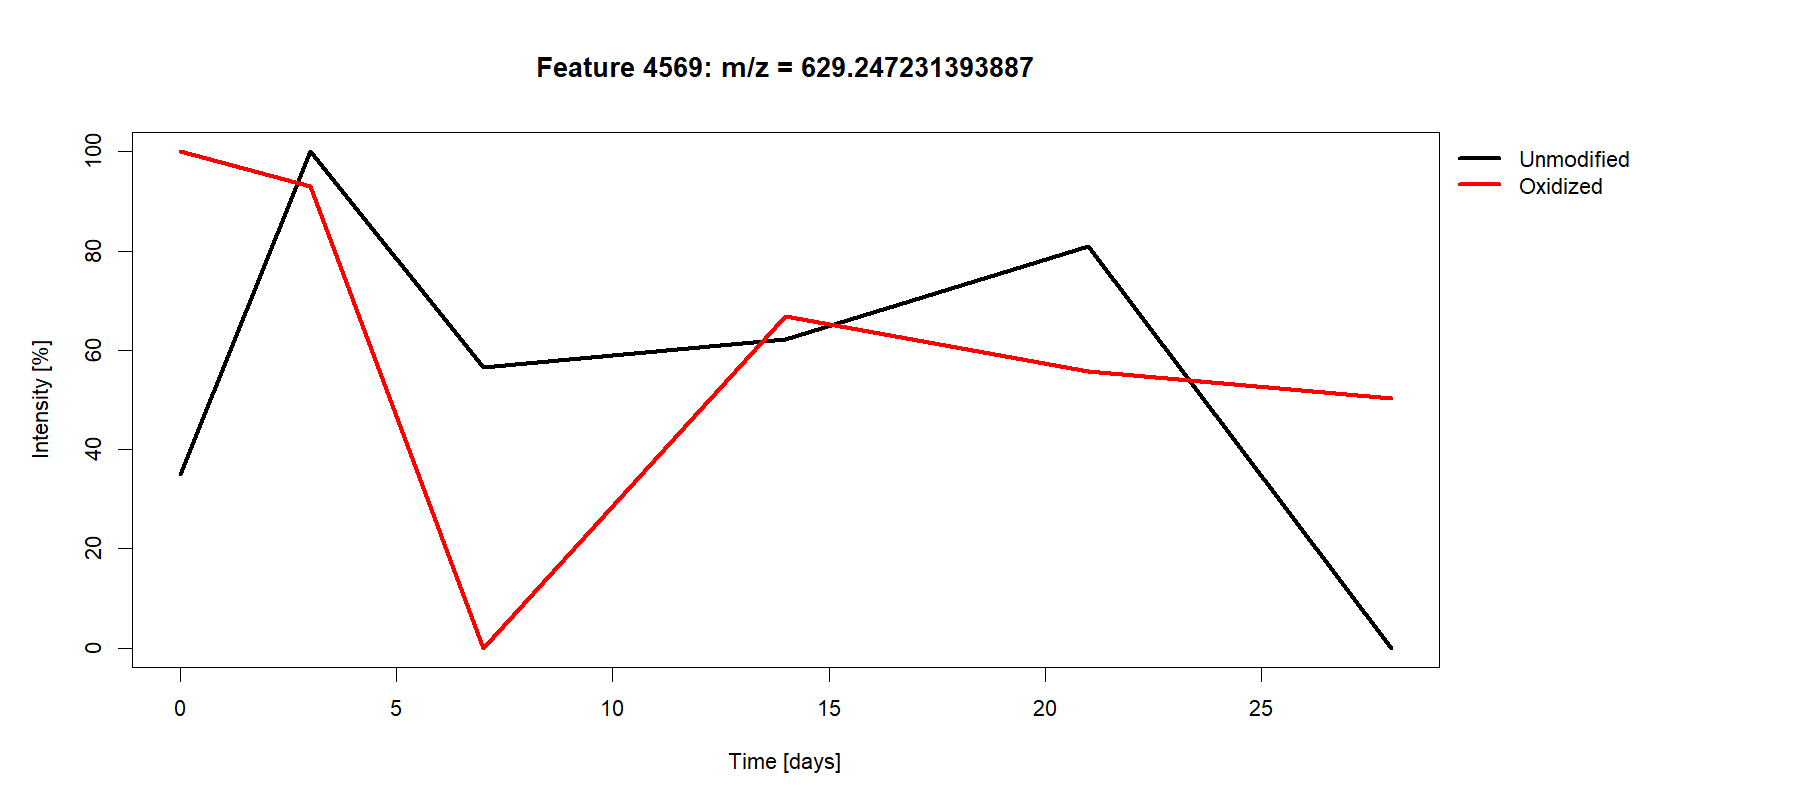 Feature 4569: m/z = 629.247231393887
Unmodified
Oxidized
Intensity [%]
100
80
60
40
20
0
0 5 10 15 20 25
Time [days]